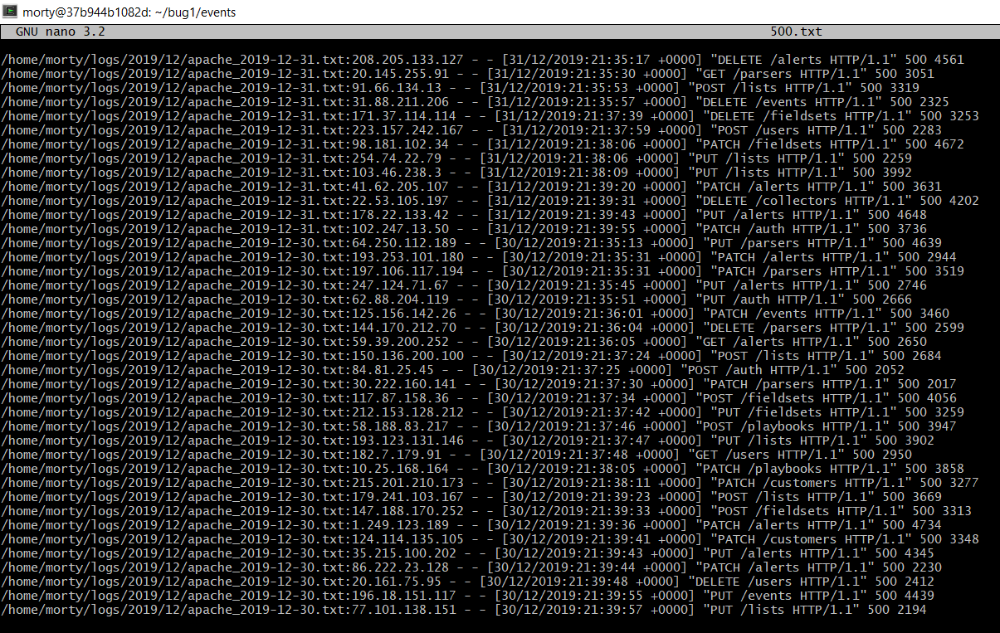 morty@37b944b1082d: ~/bug1/events
GNU nano 3.2 500.txt
/home/morty/logs/2019/12/apache_2019-12-31.txt:208.205.133.127 - - [31/12/2019:21:35:17 +0000] "DELETE /alerts HTTP/1.1" 500 4561
/home/morty/logs/2019/12/apache_2019-12-31.txt:20.145.255.91 - - [31/12/2019:21:35:30 +0000] "GET /parsers HTTP/1.1" 500 3051
/home/morty/logs/2019/12/apache_2019-12-31.txt:91.66.134.13 - - [31/12/2019:21:35:53 +0000] "POST /lists HTTP/1.1" 500 3319
/home/morty/logs/2019/12/apache_2019-12-31.txt:31.88.211.206 - - [31/12/2019:21:35:57 +0000] "DELETE /events HTTP/1.1" 500 2325
/home/morty/logs/2019/12/apache_2019-12-31.txt:171.37.114.114 - - [31/12/2019:21:37:39 +0000] "DELETE /fieldsets HTTP/1.1" 500 3253
/home/morty/logs/2019/12/apache_2019-12-31.txt:223.157.242.167 - - [31/12/2019:21:37:59 +0000] "POST /users HTTP/1.1" 500 2283
/home/morty/logs/2019/12/apache_2019-12-31.txt:98.181.102.34 - - [31/12/2019:21:38:06 +0000] "PATCH /fieldsets HTTP/1.1" 500 4672
/home/morty/logs/2019/12/apache_2019-12-31.txt:254.74.22.79 - - [31/12/2019:21:38:06 +0000] "PUT /lists HTTP/1.1" 500 2259
/home/morty/logs/2019/12/apache_2019-12-31.txt:103.46.238.3 - - [31/12/2019:21:38:09 +0000] "PUT /lists HTTP/1.1" 500 3992
/home/morty/logs/2019/12/apache_2019-12-31.txt:41.62.205.107 - - [31/12/2019:21:39:20 +0000] "PATCH /alerts HTTP/1.1" 500 3631
/home/morty/logs/2019/12/apache_2019-12-31.txt:22.53.105.197 - - [31/12/2019:21:39:31 +0000] "DELETE /collectors HTTP/1.1" 500 4202
/home/morty/logs/2019/12/apache_2019-12-31.txt:178.22.133.42 - - [31/12/2019:21:39:43 +0000] "PUT /alerts HTTP/1.1" 500 4648
/home/morty/logs/2019/12/apache_2019-12-31.txt:102.247.13.50 - - [31/12/2019:21:39:55 +0000] "PATCH /auth HTTP/1.1" 500 3736
/home/morty/logs/2019/12/apache_2019-12-30.txt:64.250.112.189 - - [30/12/2019:21:35:13 +0000] "PUT /parsers HTTP/1.1" 500 4639
/home/morty/logs/2019/12/apache_2019-12-30.txt:193.253.101.180 - - [30/12/2019:21:35:31 +0000] "PATCH /alerts HTTP/1.1" 500 2944
/home/morty/logs/2019/12/apache_2019-12-30.txt:197.106.117.194 - - [30/12/2019:21:35:31 +0000] "PATCH /parsers HTTP/1.1" 500 3519
/home/morty/logs/2019/12/apache_2019-12-30.txt:247.124.71.67 - - [30/12/2019:21:35:45 +0000] "PUT /alerts HTTP/1.1" 500 2746
/home/morty/logs/2019/12/apache_2019-12-30.txt:62.88.204.119 - - [30/12/2019:21:35:51 +0000] "PUT /auth HTTP/1.1" 500 2666
/home/morty/logs/2019/12/apache_2019-12-30.txt:125.156.142.26 - - [30/12/2019:21:36:01 +0000] "PATCH /events HTTP/1.1" 500 3460
/home/morty/logs/2019/12/apache_2019-12-30.txt:144.170.212.70 - - [30/12/2019:21:36:04 +0000] "DELETE /parsers HTTP/1.1" 500 2599
/home/morty/logs/2019/12/apache_2019-12-30.txt:59.39.200.252 - - [30/12/2019:21:36:05 +0000] "GET /alerts HTTP/1.1" 500 2650
/home/morty/logs/2019/12/apache_2019-12-30.txt:150.136.200.100 - - [30/12/2019:21:37:24 +0000] "POST /lists HTTP/1.1" 500 2684
/home/morty/logs/2019/12/apache_2019-12-30.txt:84.81.25.45 - - [30/12/2019:21:37:25 +0000] "POST /auth HTTP/1.1" 500 2052
/home/morty/logs/2019/12/apache_2019-12-30.txt:30.222.160.141 - - [30/12/2019:21:37:30 +0000] "PATCH /parsers HTTP/1.1" 500 2017
/home/morty/logs/2019/12/apache_2019-12-30.txt:117.87.158.36 - - [30/12/2019:21:37:34 +0000] "POST /fieldsets HTTP/1.1" 500 4056
/home/morty/logs/2019/12/apache_2019-12-30.txt:212.153.128.212 - - [30/12/2019:21:37:42 +0000] "PUT /fieldsets HTTP/1.1" 500 3259
/home/morty/logs/2019/12/apache_2019-12-30.txt:58.188.83.217 - - [30/12/2019:21:37:46 +0000] "POST /playbooks HTTP/1.1" 500 3947
/home/morty/logs/2019/12/apache_2019-12-30.txt:193.123.131.146 - - [30/12/2019:21:37:47 +0000] "PUT /lists HTTP/1.1" 500 3902
/home/morty/logs/2019/12/apache_2019-12-30.txt:182.7.179.91 - - [30/12/2019:21:37:48 +0000] "GET /users HTTP/1.1" 500 2950
/home/morty/logs/2019/12/apache_2019-12-30.txt:10.25.168.164 - - [30/12/2019:21:38:05 +0000] "PATCH /playbooks HTTP/1.1" 500 3858
/home/morty/logs/2019/12/apache_2019-12-30.txt:215.201.210.173 - - [30/12/2019:21:38:11 +0000] "PATCH /customers HTTP/1.1" 500 3277
/home/morty/logs/2019/12/apache_2019-12-30.txt:179.241.103.167 - - [30/12/2019:21:39:23 +0000] "POST /lists HTTP/1.1" 500 3669
/home/morty/logs/2019/12/apache_2019-12-30.txt:147.188.170.252 - - [30/12/2019:21:39:33 +0000] "POST /fieldsets HTTP/1.1" 500 3313
/home/morty/logs/2019/12/apache_2019-12-30.txt:1.249.123.189 - - [30/12/2019:21:39:36 +0000] "PATCH /alerts HTTP/1.1" 500 4734
/home/morty/logs/2019/12/apache_2019-12-30.txt:124.114.135.105 - - [30/12/2019:21:39:41 +0000] "PATCH /customers HTTP/1.1" 500 3348
/home/morty/logs/2019/12/apache_2019-12-30.txt:35.215.100.202 - - [30/12/2019:21:39:43 +0000] "PUT /alerts HTTP/1.1" 500 4345
/home/morty/logs/2019/12/apache_2019-12-30.txt:86.222.23.128 - - [30/12/2019:21:39:44 +0000] "PATCH /alerts HTTP/1.1" 500 2230
/home/morty/logs/2019/12/apache_2019-12-30.txt:20.161.75.95 - - [30/12/2019:21:39:48 +0000] "DELETE /users HTTP/1.1" 500 2412
/home/morty/logs/2019/12/apache_2019-12-30.txt:196.18.151.117 - - [30/12/2019:21:39:55 +0000] "PUT /events HTTP/1.1" 500 4439
/home/morty/logs/2019/12/apache_2019-12-30.txt:77.101.138.151 - - [30/12/2019:21:39:57 +0000] "PUT /lists HTTP/1.1" 500 2194